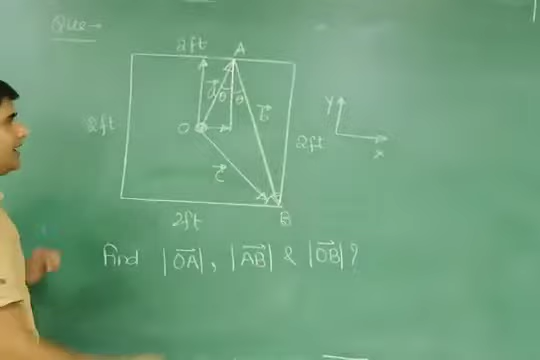 Que→
2ft A
a⃗ θ θ b⃗
2ft O Y
2ft x
c⃗
2ft B
Find |OA⃗|, |AB⃗| & |OB⃗|?